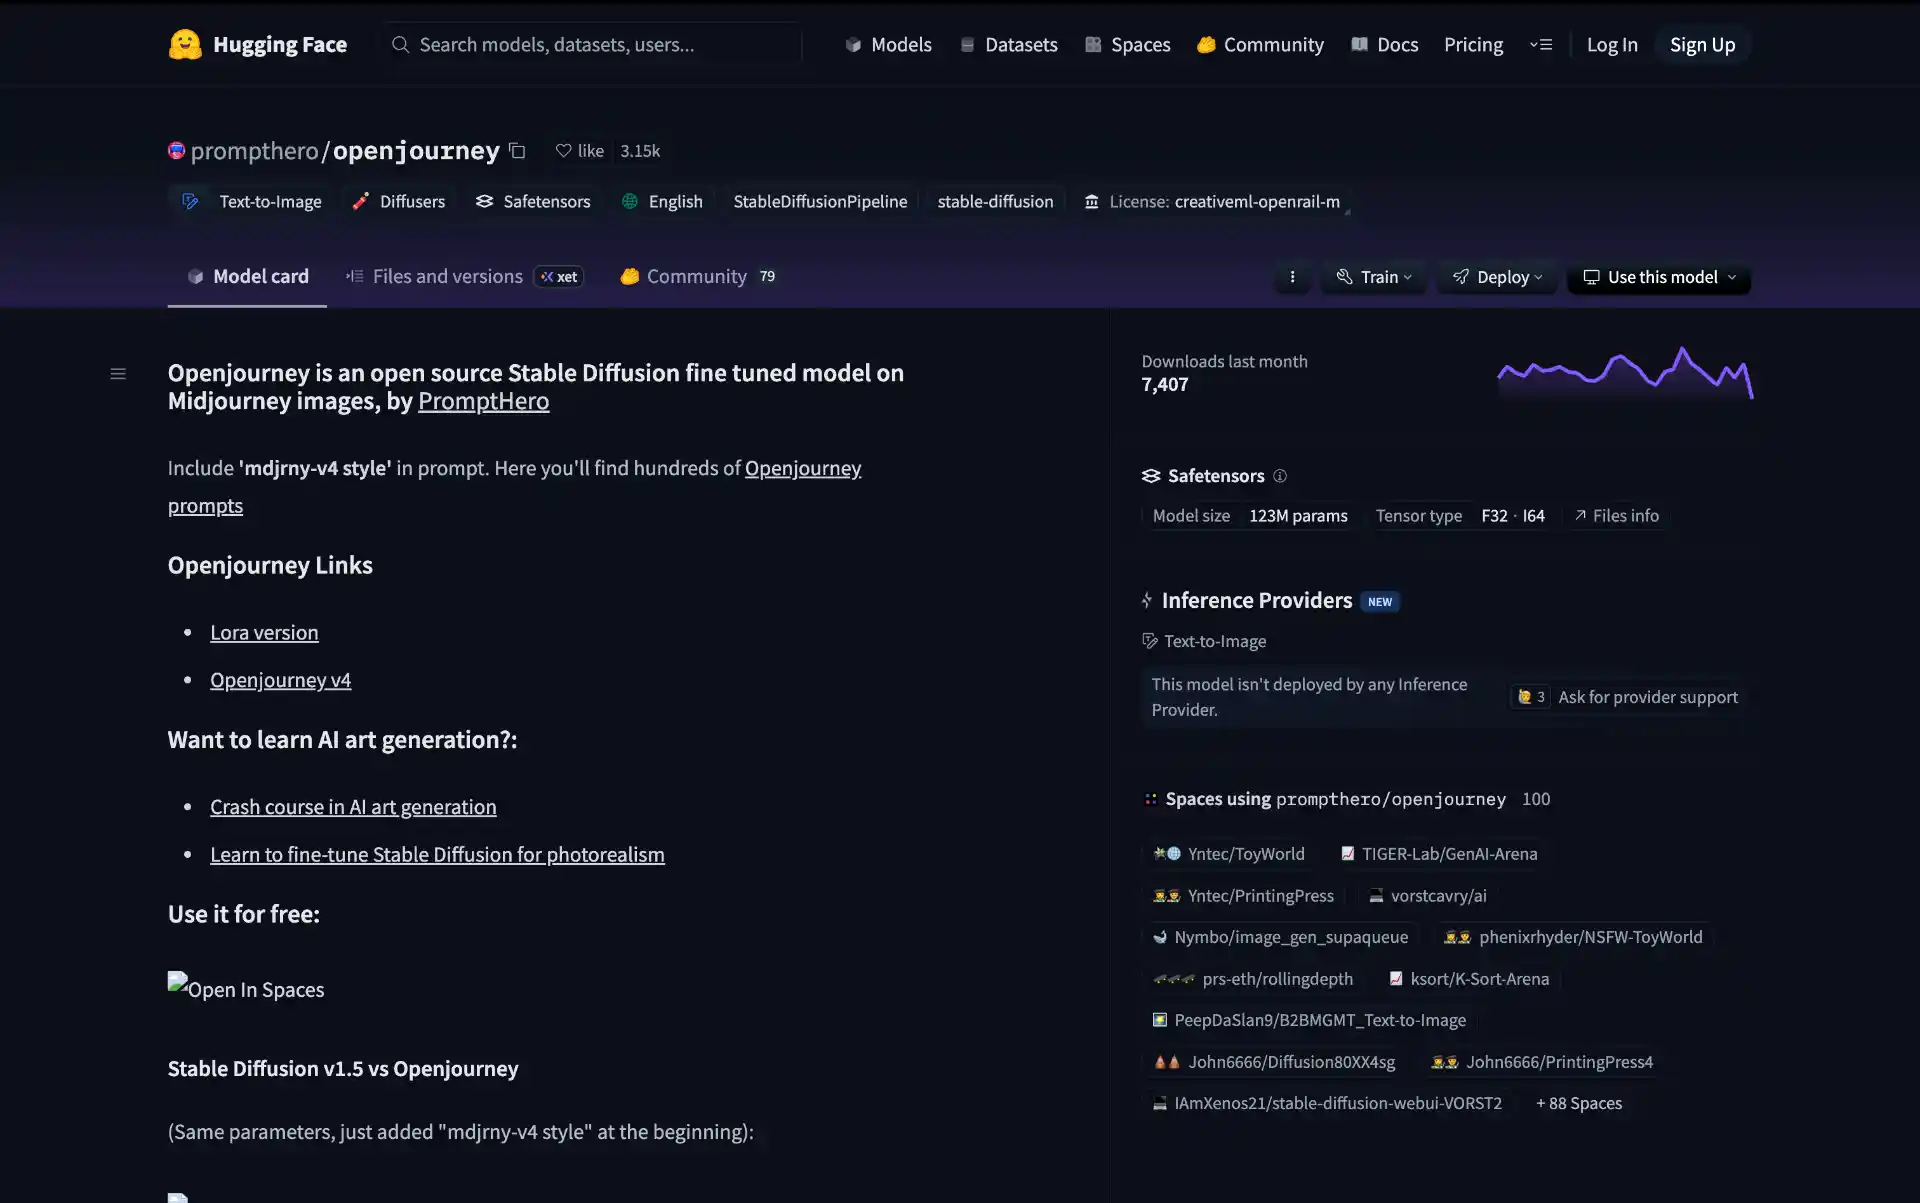 Hugging Face
Search models, datasets, users...
Models
Datasets
Spaces
Community
Docs
Pricing
Log In
Sign Up
prompthero/openjourney
like 3.15k
Text-to-Image
Diffusers
Safetensors
English
StableDiffusionPipeline
stable-diffusion
License: creativeml-openrail-m
Model card
Files and versions
xet
Community 79
Train
Deploy
Use this model
Openjourney is an open source Stable Diffusion fine tuned model on
Midjourney images, by PromptHero
Include 'mdjrny-v4 style' in prompt. Here you'll find hundreds of Openjourney
prompts
Openjourney Links
Lora version
Openjourney v4
Want to learn AI art generation?:
Crash course in AI art generation
Learn to fine-tune Stable Diffusion for photorealism
Use it for free:
Open In Spaces
Stable Diffusion v1.5 vs Openjourney
(Same parameters, just added "mdjrny-v4 style" at the beginning):
Downloads last month
7,407
Safetensors
Model size 123M params
Tensor type F32 · I64
Files info
Inference Providers NEW
Text-to-Image
This model isn't deployed by any Inference
Provider.
3 Ask for provider support
Spaces using prompthero/openjourney 100
Yntec/ToyWorld
TIGER-Lab/GenAI-Arena
Yntec/PrintingPress
vorstcavry/ai
Nymbo/image_gen_supaqueue
phenixrhyder/NSFW-ToyWorld
prs-eth/rollingdepth
ksort/K-Sort-Arena
PeepDaSlan9/B2BMGMT_Text-to-Image
John6666/Diffusion80XX4sg
John6666/PrintingPress4
IAmXenos21/stable-diffusion-webui-VORST2
+ 88 Spaces